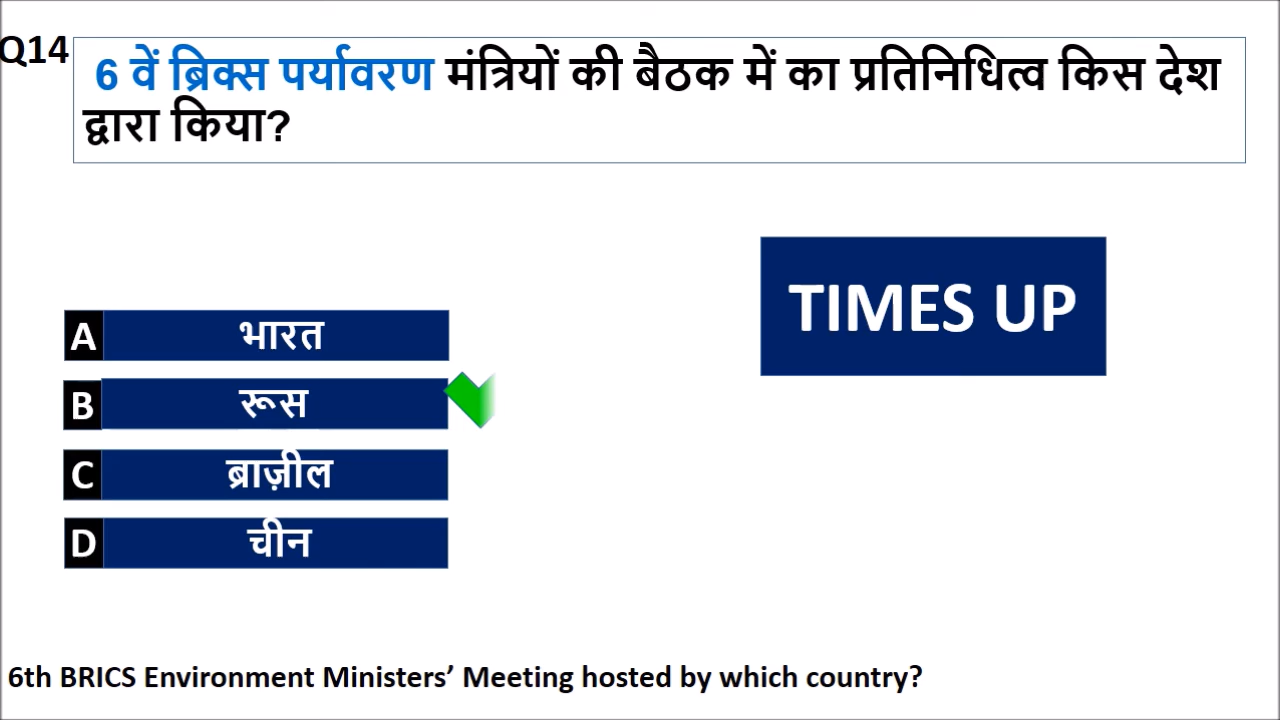 Q14
6 वें ब्रिक्स पर्यावरण मंत्रियों की बैठक में का प्रतिनिधित्व किस देश
द्वारा किया?
TIMES UP
A भारत
B रूस
C ब्राज़ील
D चीन
6th BRICS Environment Ministers’ Meeting hosted by which country?